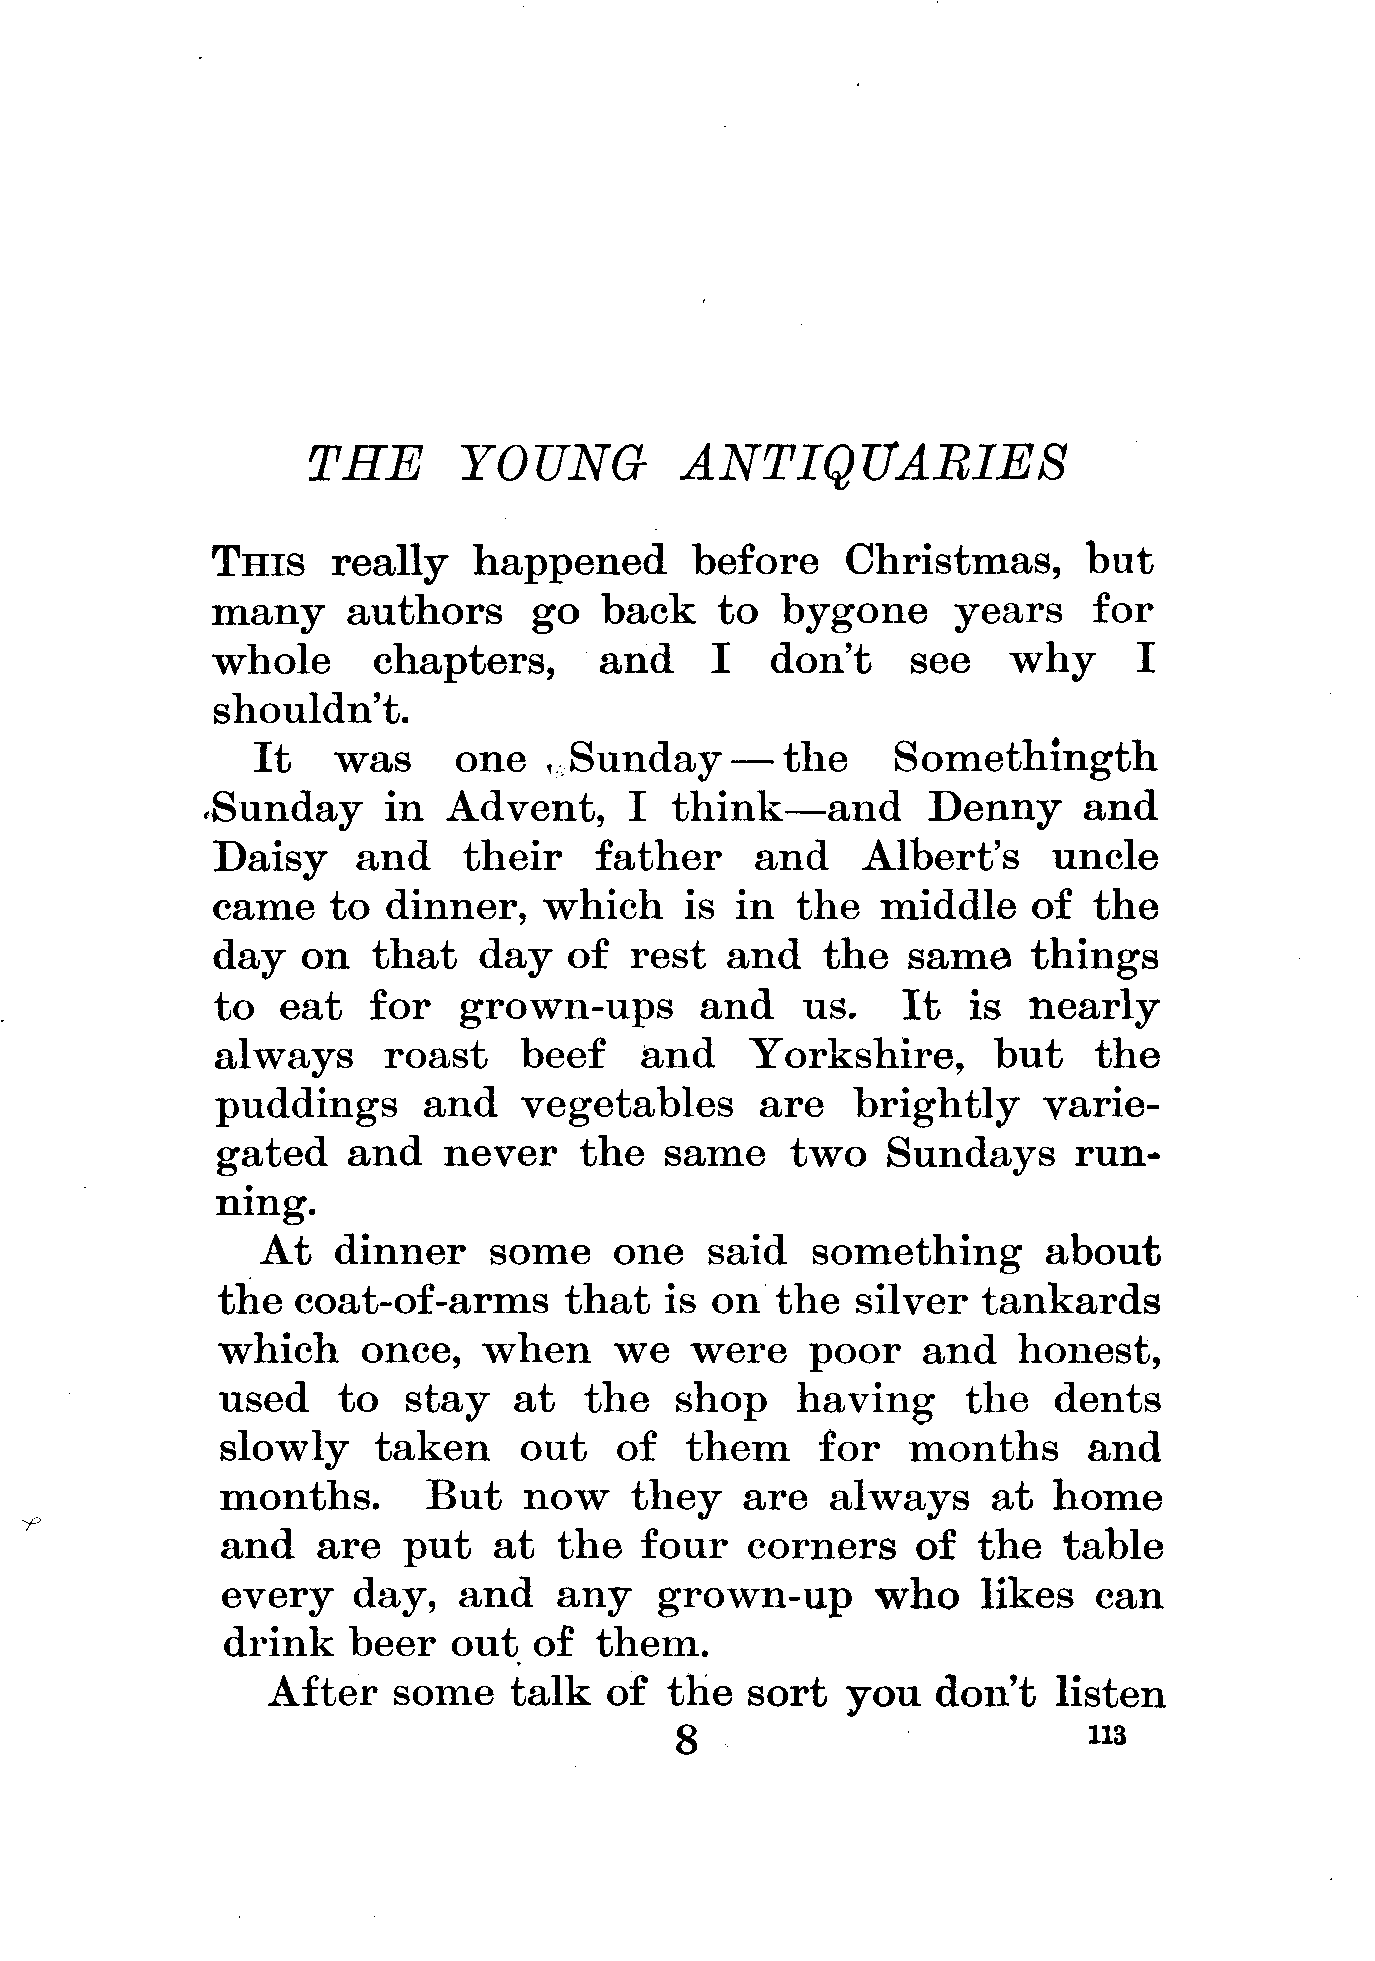 THE YOUNG ANTIQUARIES
THIS really happened before Christmas, but
many authors go back to bygone years for
whole chapters, and I don't see why I
shouldn't.
It was one Sunday—the Somethingth
Sunday in Advent, I think—and Denny and
Daisy and their father and Albert's uncle
came to dinner, which is in the middle of the
day on that day of rest and the same things
to eat for grown-ups and us. It is nearly
always roast beef and Yorkshire, but the
puddings and vegetables are brightly varie-
gated and never the same two Sundays run-
ning.
At dinner some one said something about
the coat-of-arms that is on the silver tankards
which once, when we were poor and honest,
used to stay at the shop having the dents
slowly taken out of them for months and
months. But now they are always at home
and are put at the four corners of the table
every day, and any grown-up who likes can
drink beer out of them.
After some talk of the sort you don't listen
8 113